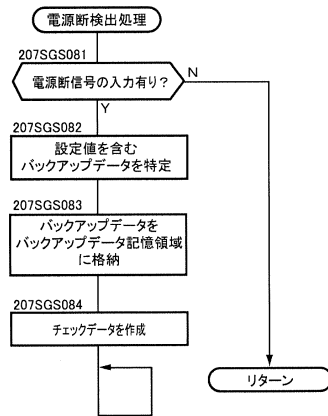 電源断検出処理
207SGS081
電源断信号の入力有り?
N
Y
207SGS082
設定値を含む
バックアップデータを特定
207SGS083
バックアップデータを
バックアップデータ記憶領域
に格納
207SGS084
チェックデータを作成
リターン